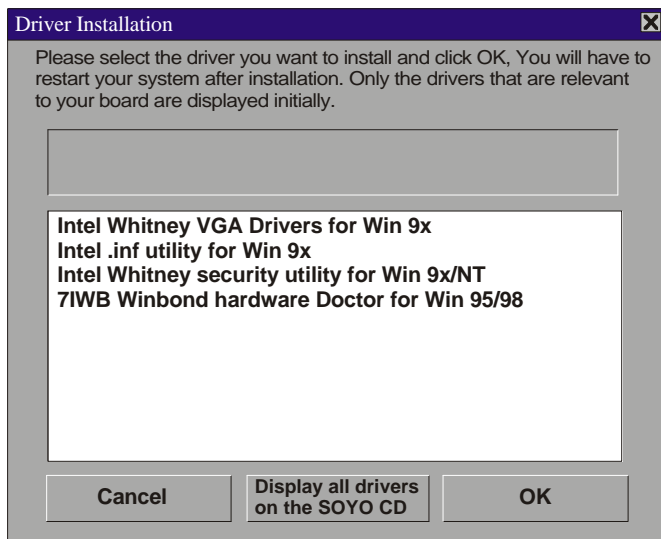 Driver Installation
Please select the driver you want to install and click OK, You will have to
restart your system after installation. Only the drivers that are relevant
to your board are displayed initially.
Intel Whitney VGA Drivers for Win 9x
Intel .inf utility for Win 9x
Intel Whitney security utility for Win 9x/NT
7IWB Winbond hardware Doctor for Win 95/98
Cancel
Display all drivers
on the SOYO CD
OK